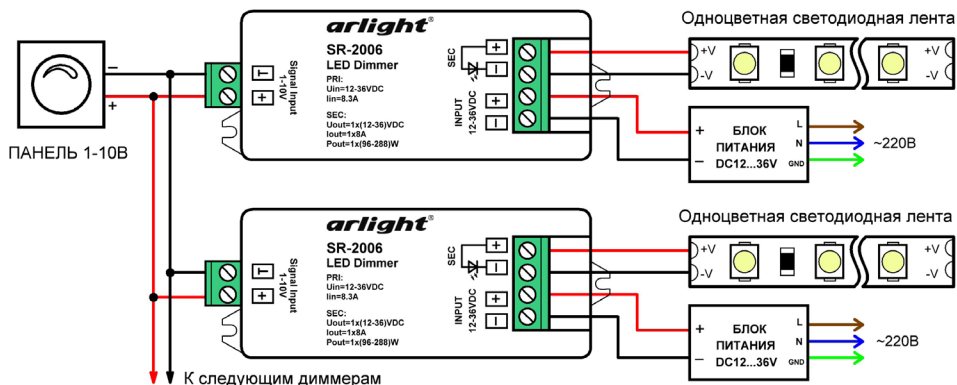 Одноцветная светодиодная лента
arlight®
SR-2006
LED Dimmer
PRI:
Uin=12-36VDC
Iin=8.3A
SEC:
Uout=1x(12-36)VDC
Iout=1x8A
Pout=1x(96-288)W
Signal Input
1-10V
SEC
+
-
INPUT
12-36VDC
+
-
+V
-V
+V
-V
–
+
ПАНЕЛЬ 1-10В
+
–
БЛОК
ПИТАНИЯ
DC12...36V
L
N
GND
~220В
Одноцветная светодиодная лента
arlight®
SR-2006
LED Dimmer
PRI:
Uin=12-36VDC
Iin=8.3A
SEC:
Uout=1x(12-36)VDC
Iout=1x8A
Pout=1x(96-288)W
Signal Input
1-10V
SEC
+
-
INPUT
12-36VDC
+
-
+V
-V
+V
-V
+
–
БЛОК
ПИТАНИЯ
DC12...36V
L
N
GND
~220В
К следующим диммерам